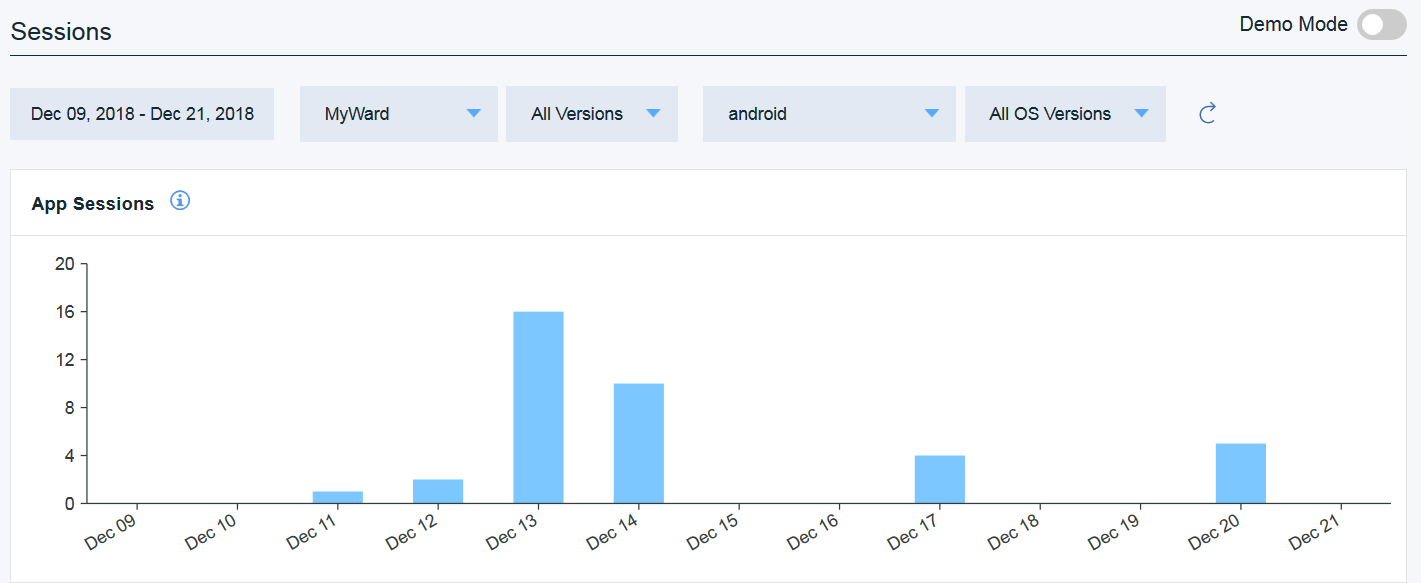 Sessions
Demo Mode
Dec 09, 2018 - Dec 21, 2018
MyWard
All Versions
android
All OS Versions
App Sessions
20
16
12
8
4
0
Dec 09
Dec 10
Dec 11
Dec 12
Dec 13
Dec 14
Dec 15
Dec 16
Dec 17
Dec 18
Dec 19
Dec 20
Dec 21